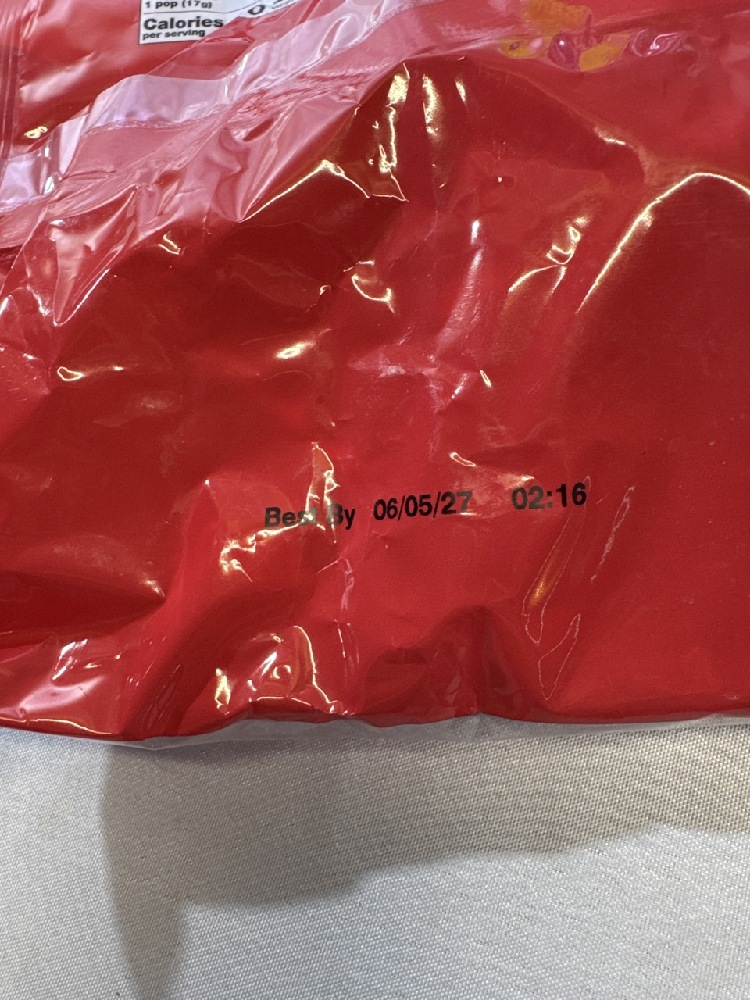 1 pop (17g)
Calories
per serving
Best By 06/05/27 02:16